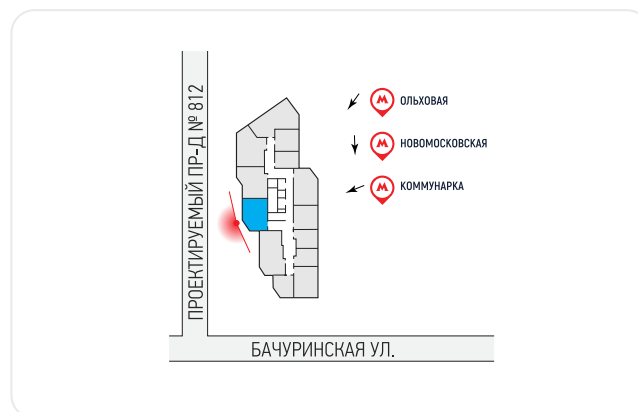 ПРОЕКТИРУЕМЫЙ ПР-Д № 812
М ОЛЬХОВАЯ
М НОВОМОСКОВСКАЯ
М КОММУНАРКА
БАЧУРИНСКАЯ УЛ.